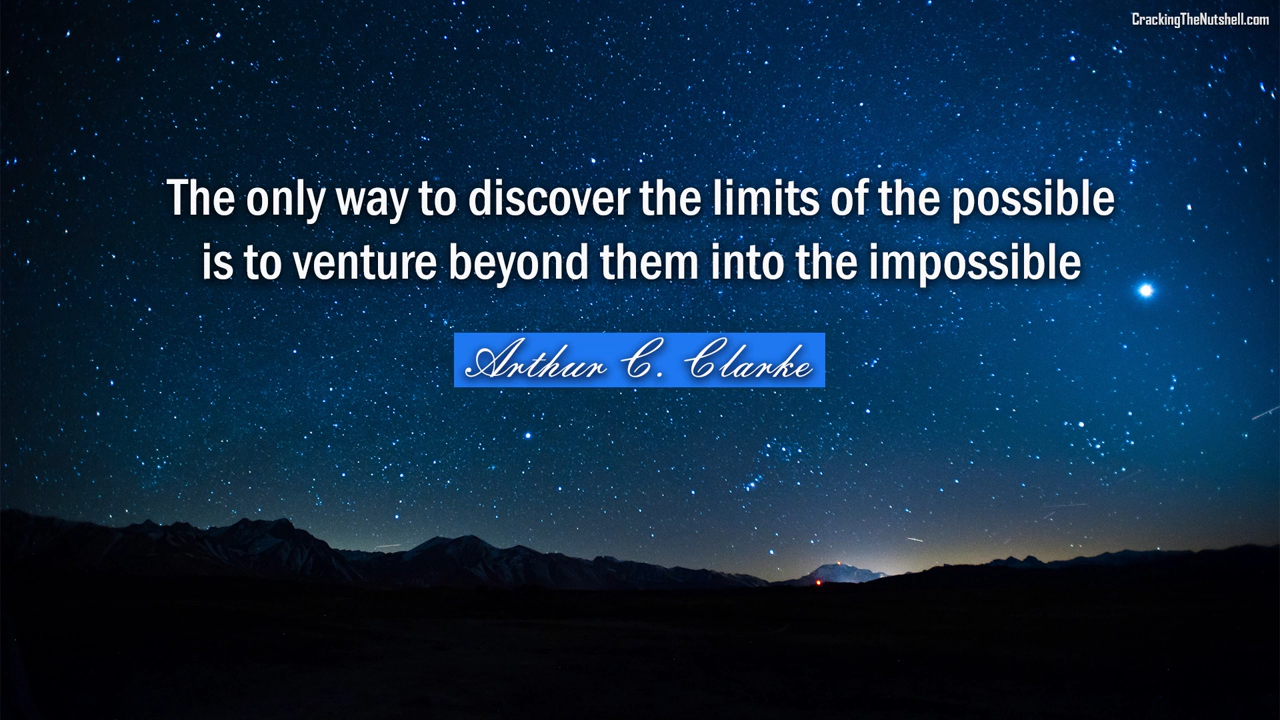 CrackingTheNutshell.com
The only way to discover the limits of the possible
is to venture beyond them into the impossible
Arthur C. Clarke